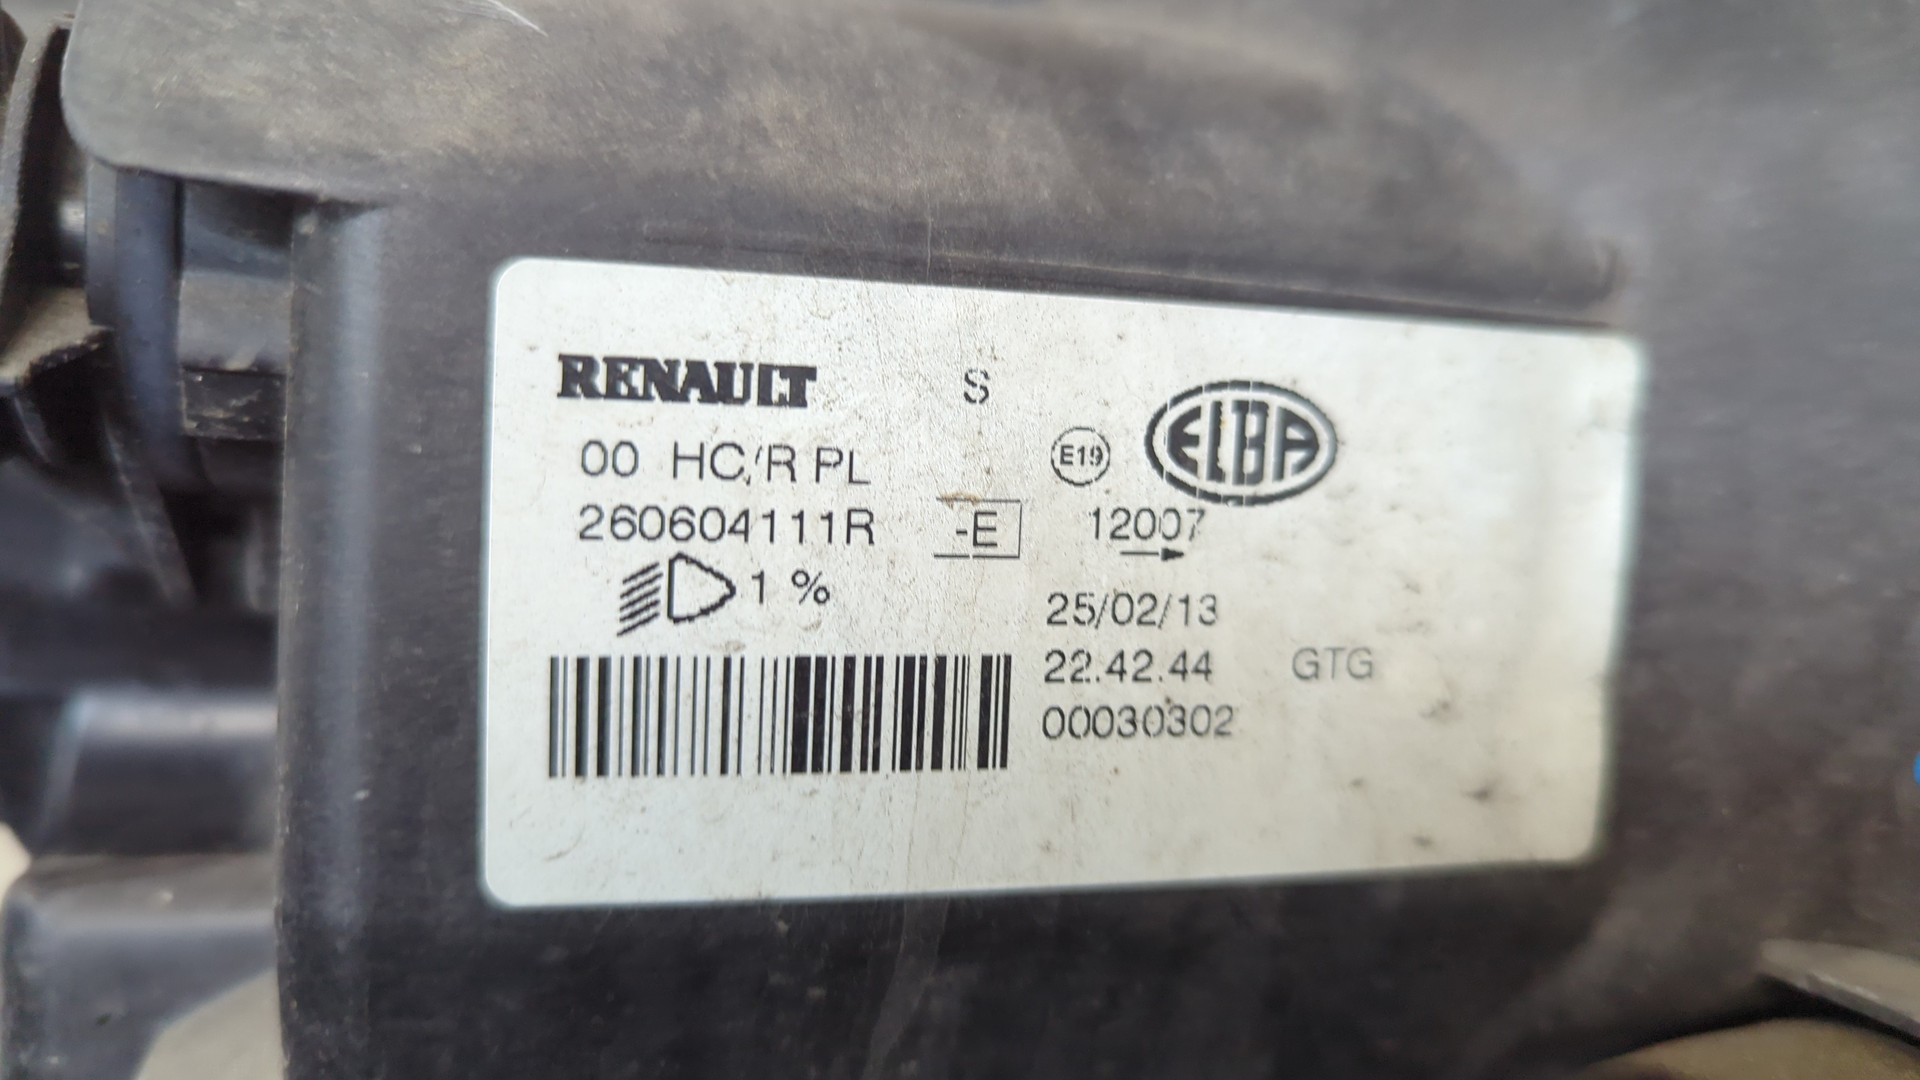 RENAULT S
00 HC/R PL E19 ELBA
260604111R -E 12007
1 %
25/02/13
22.42.44 GTG
00030302